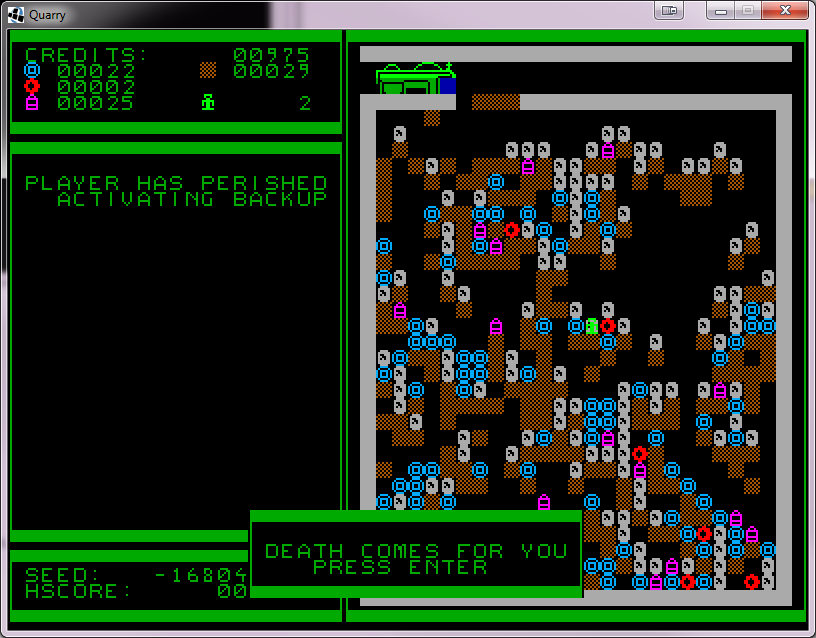 Quarry
CREDITS: 00975
00022 00029
00002
00025 2
PLAYER HAS PERISHED
ACTIVATING BACKUP
DEATH COMES FOR YOU
PRESS ENTER
SEED: -16804
HSCORE: 00